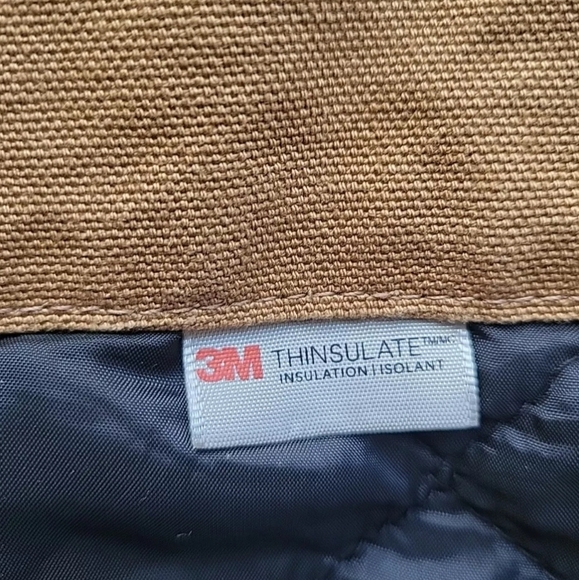 3M THINSULATE™/MC
INSULATION | ISOLANT